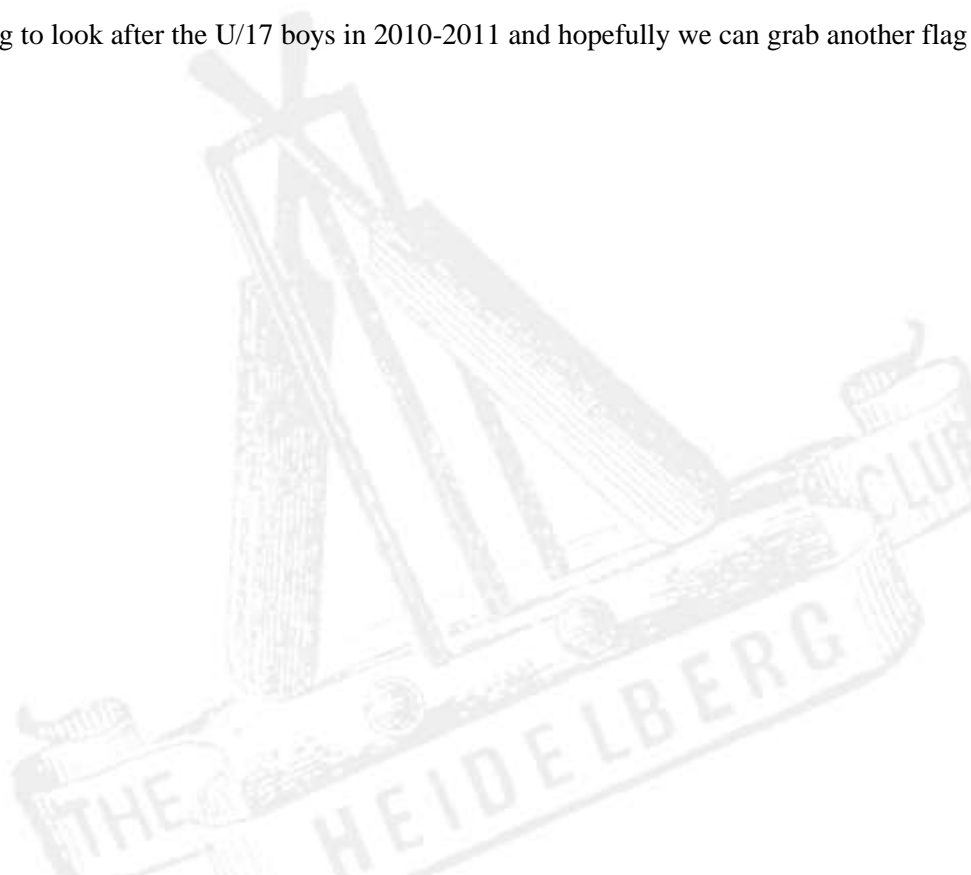 g to look after the U/17 boys in 2010-2011 and hopefully we can grab another flag
THE
HEIDELBERG
CLUB